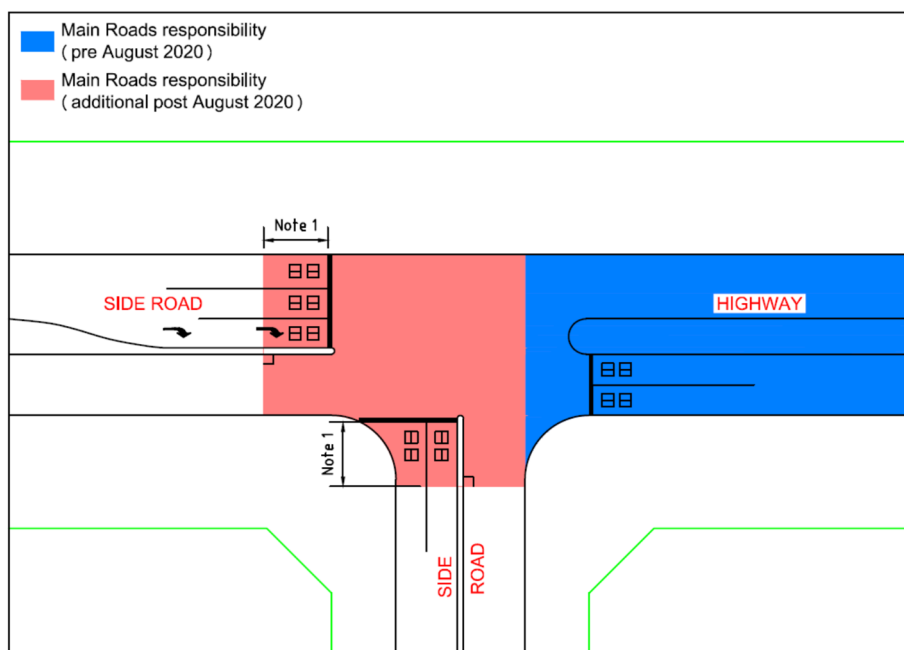 Main Roads responsibility
( pre August 2020 )
Main Roads responsibility
( additional post August 2020 )
Note 1
SIDE ROAD
HIGHWAY
Note 1
SIDE
ROAD